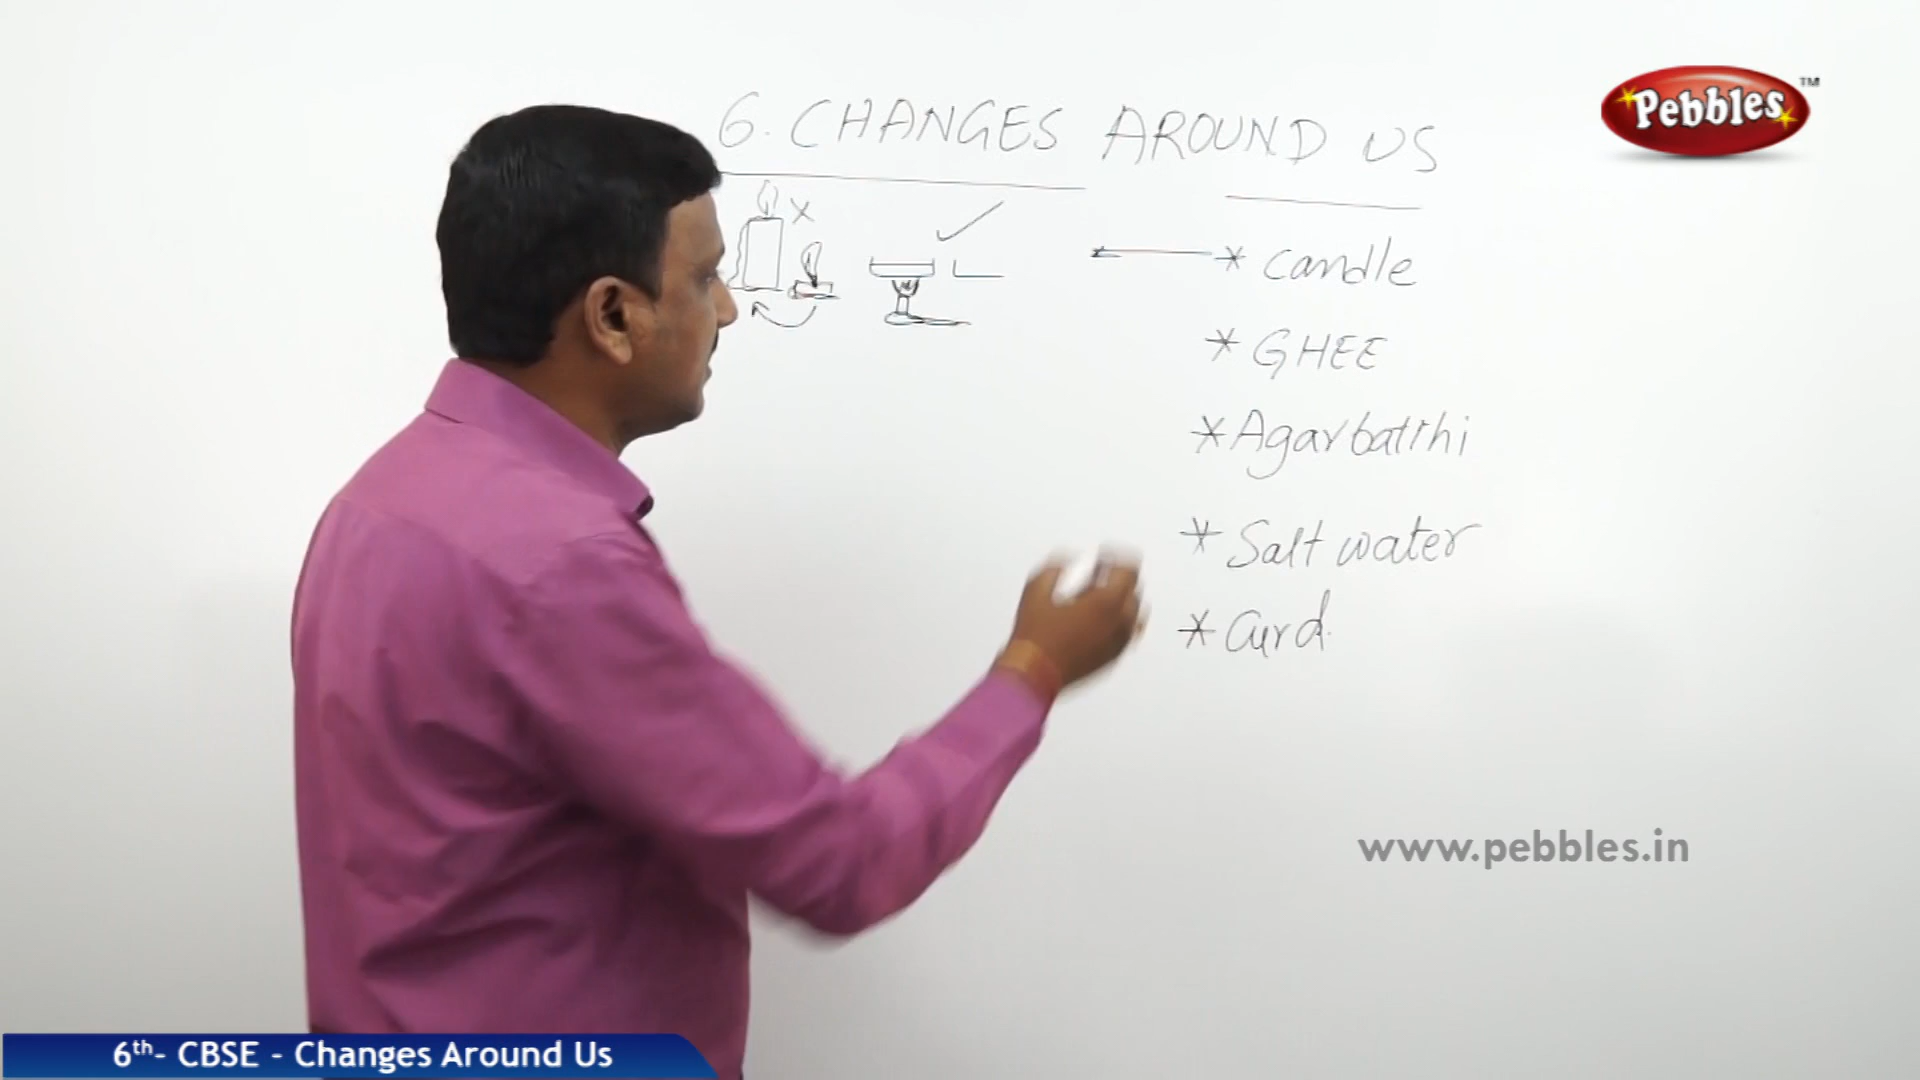 Pebbles TM
6. CHANGES AROUND US
* candle
* GHEE
* Agarbatthi
* Salt water
* Curd.
www.pebbles.in
6th- CBSE - Changes Around Us